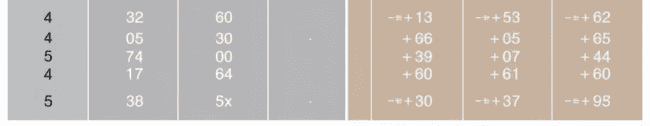 4 32 60 -=+ 13 -=+ 53 -=+ 62
4 05 30 . + 66 + 05 + 65
5 74 00 + 39 + 07 + 44
4 17 64 + 60 + 61 + 60
5 38 5x . -=+ 30 -=+ 37 -=+ 95